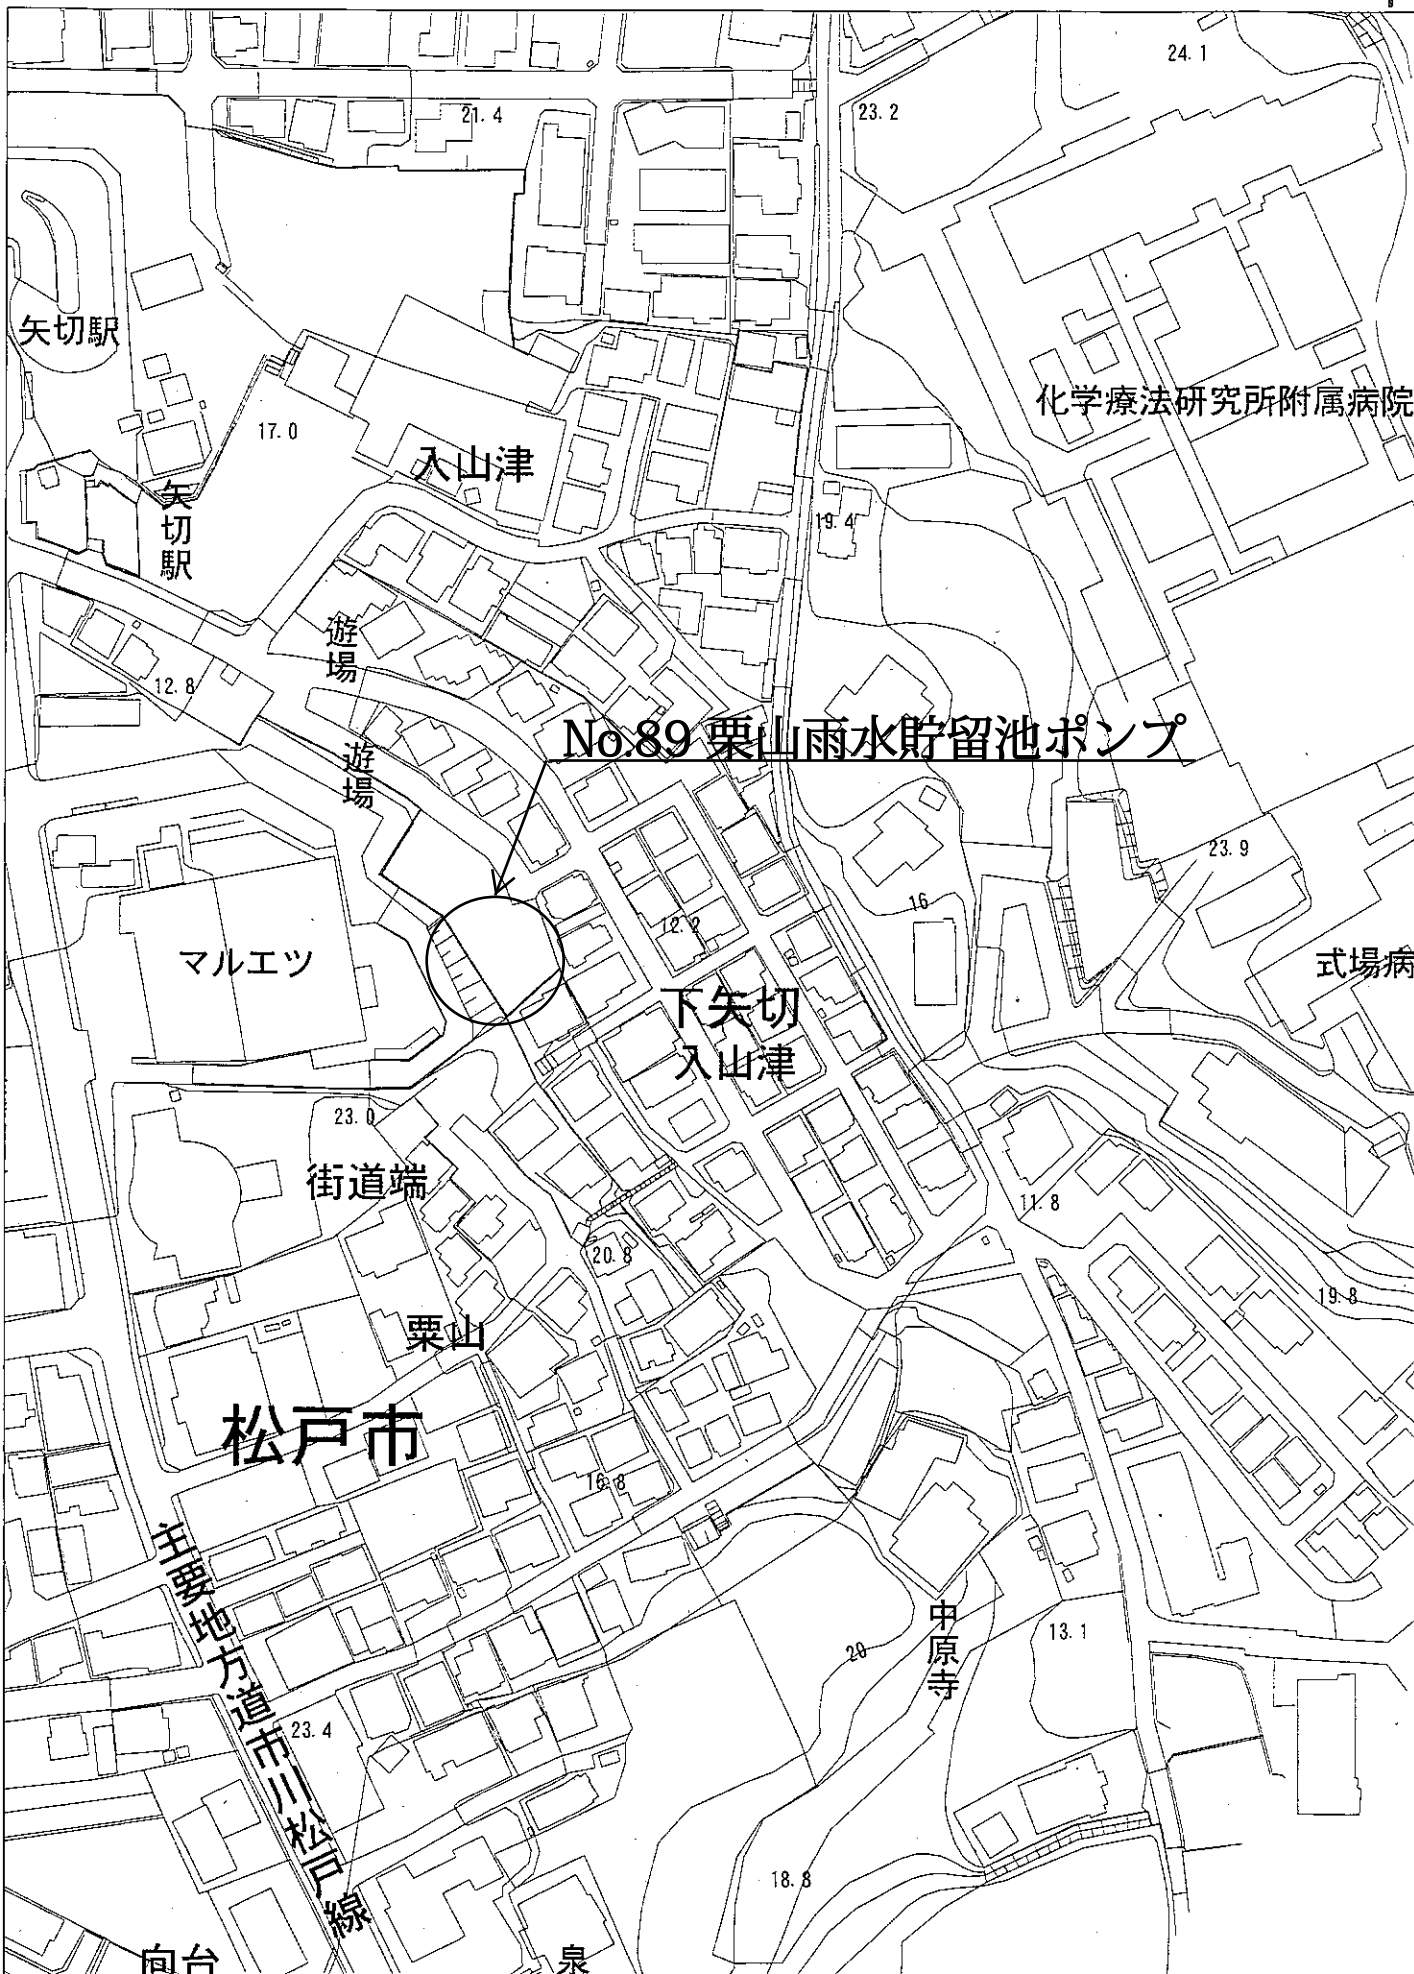 24.1
21.4
23.2
矢切駅
化学療法研究所附属病院
17.0
入山津
矢切駅
19.4
遊場
12.8
No.89 栗山雨水貯留池ポンプ
遊場
23.9
16
12.2
マルエツ
式場病
下矢切
入山津
23.0
街道端
11.8
20.8
19.8
栗山
松戸市
16.8
主要地方道市川松戸線
中原寺
13.1
20
23.4
18.8
向台
泉